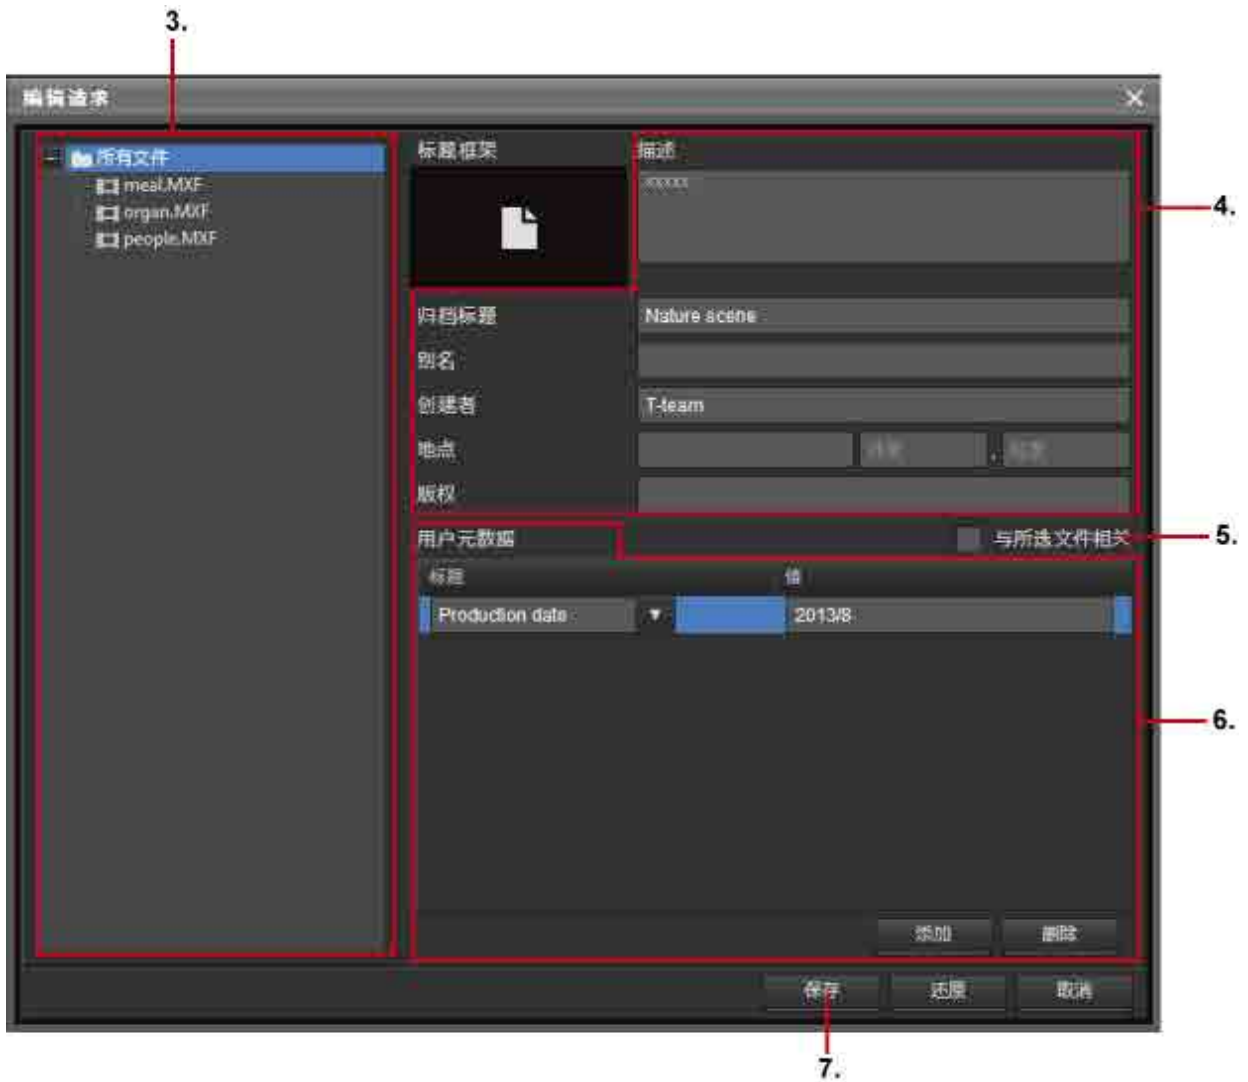 3.
编辑请求
所有文件
meal.MXF
organ.MXF
people.MXF
标题框架
描述
xxxxx
4.
归档标题
Nature scene
别名
创建者
T-team
地点
,
版权
用户元数据
与所选文件相关
5.
标题
值
Production date
2013/8
6.
添加
删除
保存
还原
取消
7.